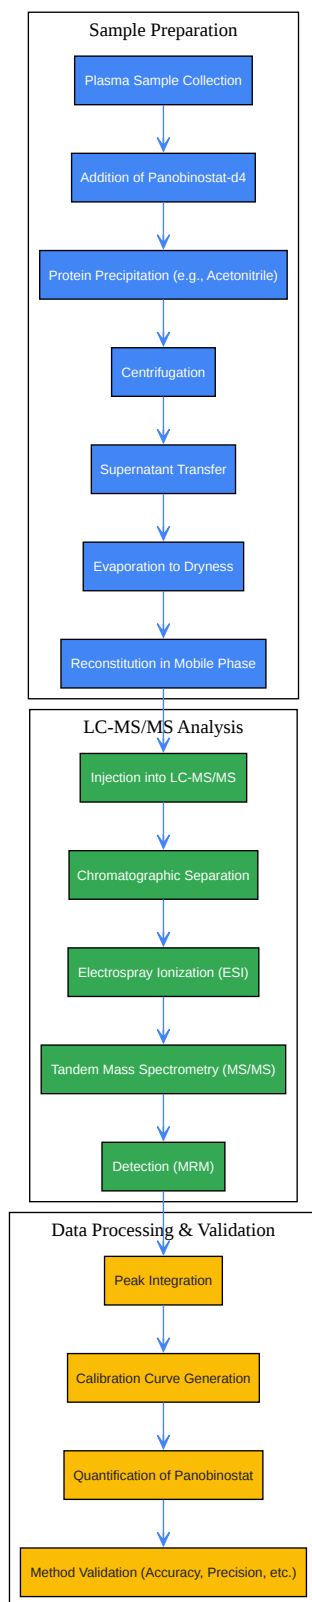 Sample Preparation
Plasma Sample Collection
Addition of Panobinostat-d4
Protein Precipitation (e.g., Acetonitrile)
Centrifugation
Supernatant Transfer
Evaporation to Dryness
Reconstitution in Mobile Phase
LC-MS/MS Analysis
Injection into LC-MS/MS
Chromatographic Separation
Electrospray Ionization (ESI)
Tandem Mass Spectrometry (MS/MS)
Detection (MRM)
Data Processing & Validation
Peak Integration
Calibration Curve Generation
Quantification of Panobinostat
Method Validation (Accuracy, Precision, etc.)